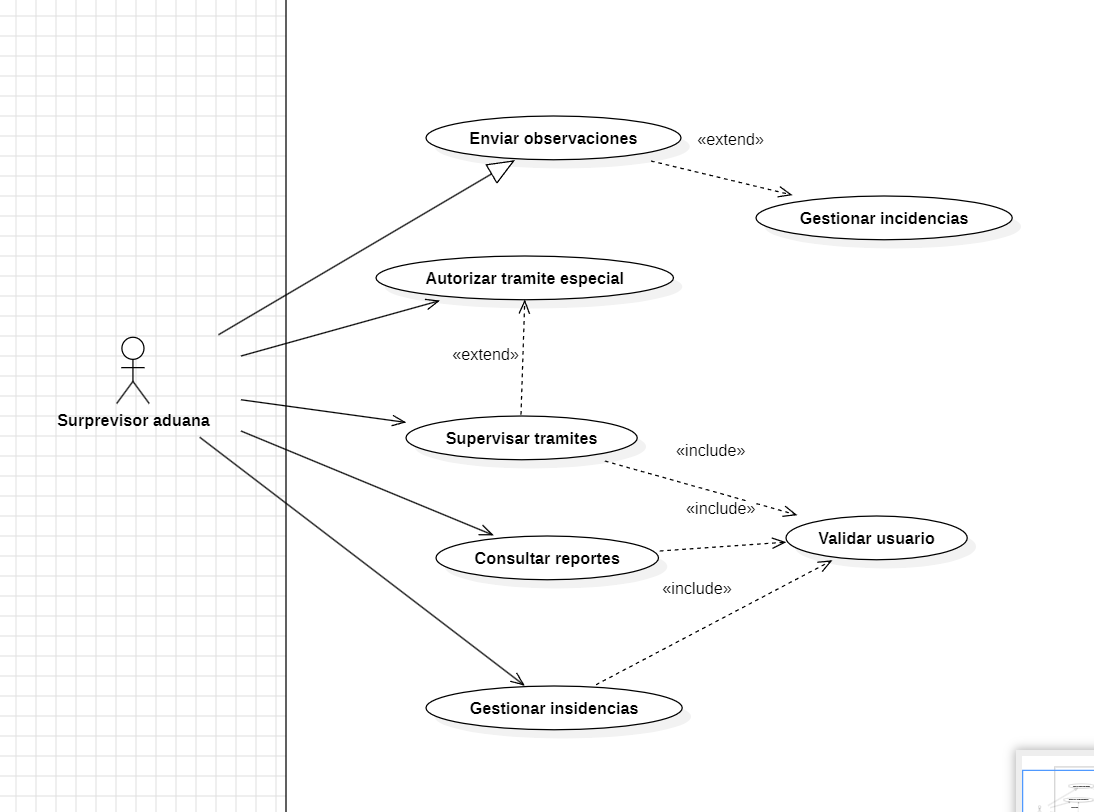 Enviar observaciones
«extend»
Gestionar incidencias
Autorizar tramite especial
«extend»
Surprevisor aduana
Supervisar tramites
«include»
«include»
Validar usuario
Consultar reportes
«include»
Gestionar insidencias